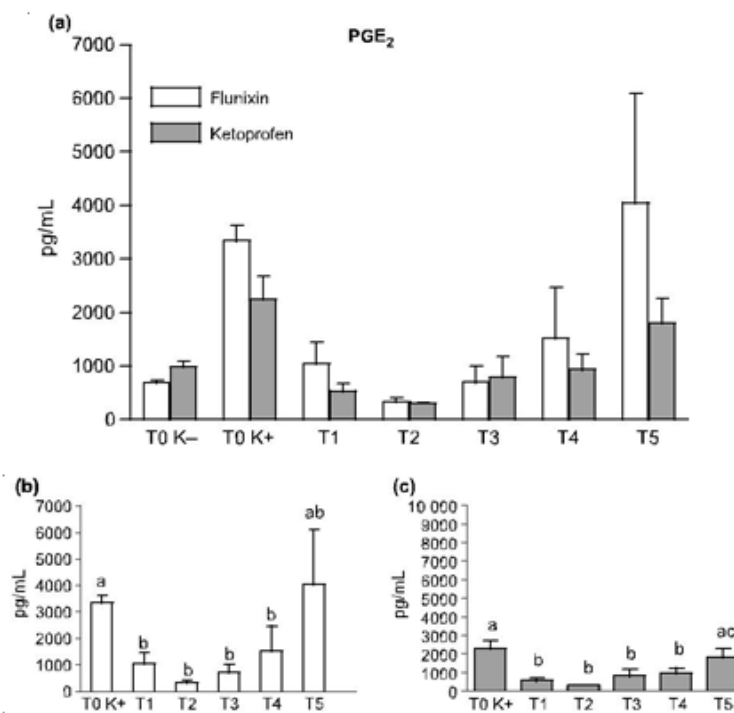 (a)
PGE₂
7000
6000
5000
4000
3000
2000
1000
0
pg/mL
Flunixin
Ketoprofen
T0 K– T0 K+ T1 T2 T3 T4 T5
(b)
7000
6000
5000
4000
3000
2000
1000
0
pg/mL
a b b b b ab
T0 K+ T1 T2 T3 T4 T5
(c)
10 000
9000
8000
7000
6000
5000
4000
3000
2000
1000
0
pg/mL
a b b b b ac
T0 K+ T1 T2 T3 T4 T5